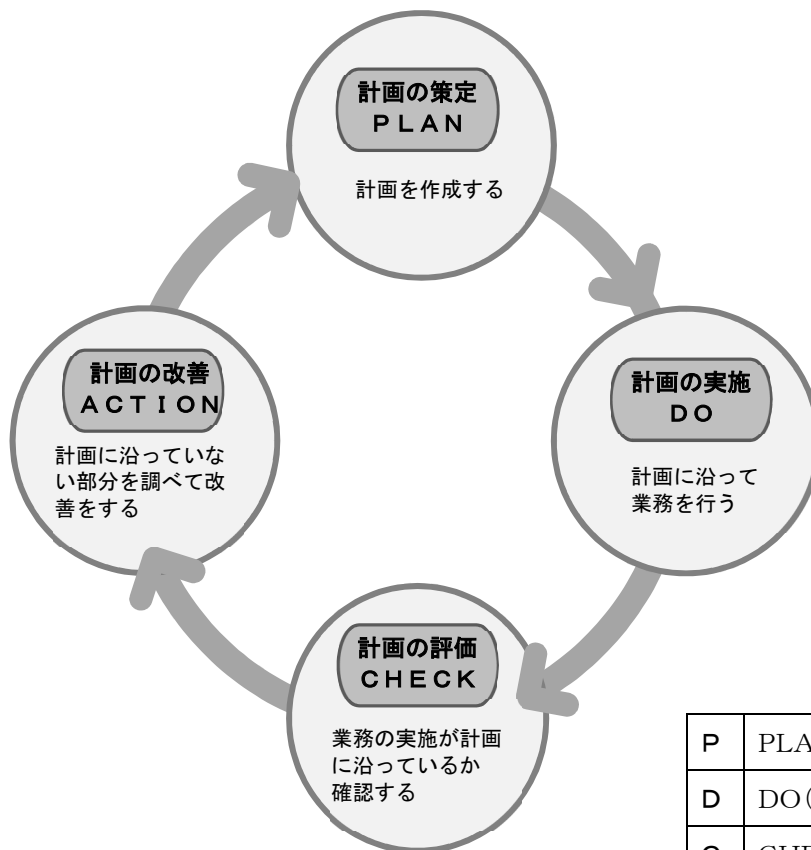 計画の策定
ＰＬＡＮ
計画を作成する
計画の改善
ＡＣＴＩＯＮ
計画に沿っていな
い部分を調べて改
善をする
計画の実施
ＤＯ
計画に沿って
業務を行う
計画の評価
ＣＨＥＣＫ
業務の実施が計画
に沿っているか
確認する
P PLA
D DO(